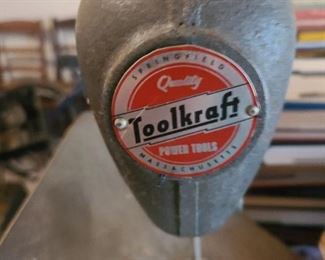 SPRINGFIELD
Quality
Toolkraft
POWER TOOLS
MASSACHUSETTS